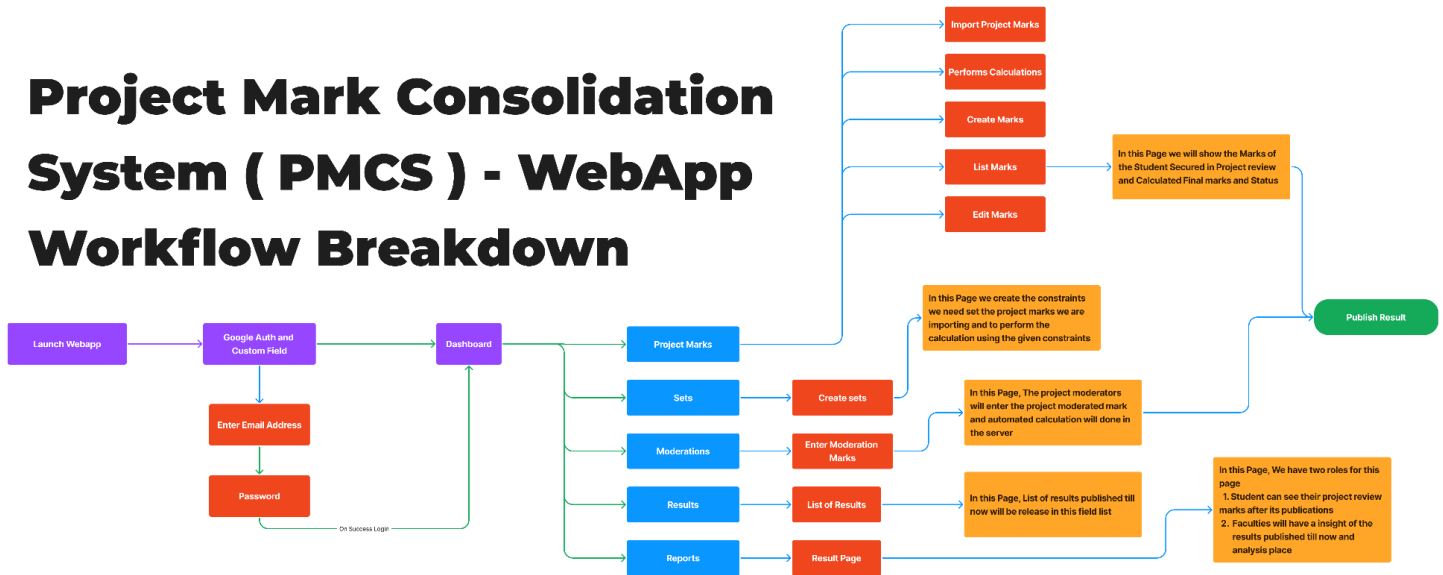 Project Mark Consolidation
System ( PMCS ) - WebApp
Workflow Breakdown
Import Project Marks
Performs Calculations
Create Marks
List Marks
Edit Marks
In this Page we will show the Marks of
the Student Secured in Project review
and Calculated Final marks and Status
Launch Webapp
Google Auth and
Custom Field
Dashboard
Enter Email Address
Password
On Success Login
Project Marks
Sets
Moderations
Results
Reports
Create sets
Enter Moderation
Marks
List of Results
Result Page
In this Page we create the constraints
we need set the project marks we are
importing and to perform the
calculation using the given constraints
In this Page, The project moderators
will enter the project moderated mark
and automated calculation will done in
the server
In this Page, List of results published till
now will be release in this field list
In this Page, We have two roles for this
page
1. Student can see their project review
marks after its publications
2. Faculties will have a insight of the
results published till now and
analysis place
Publish Result